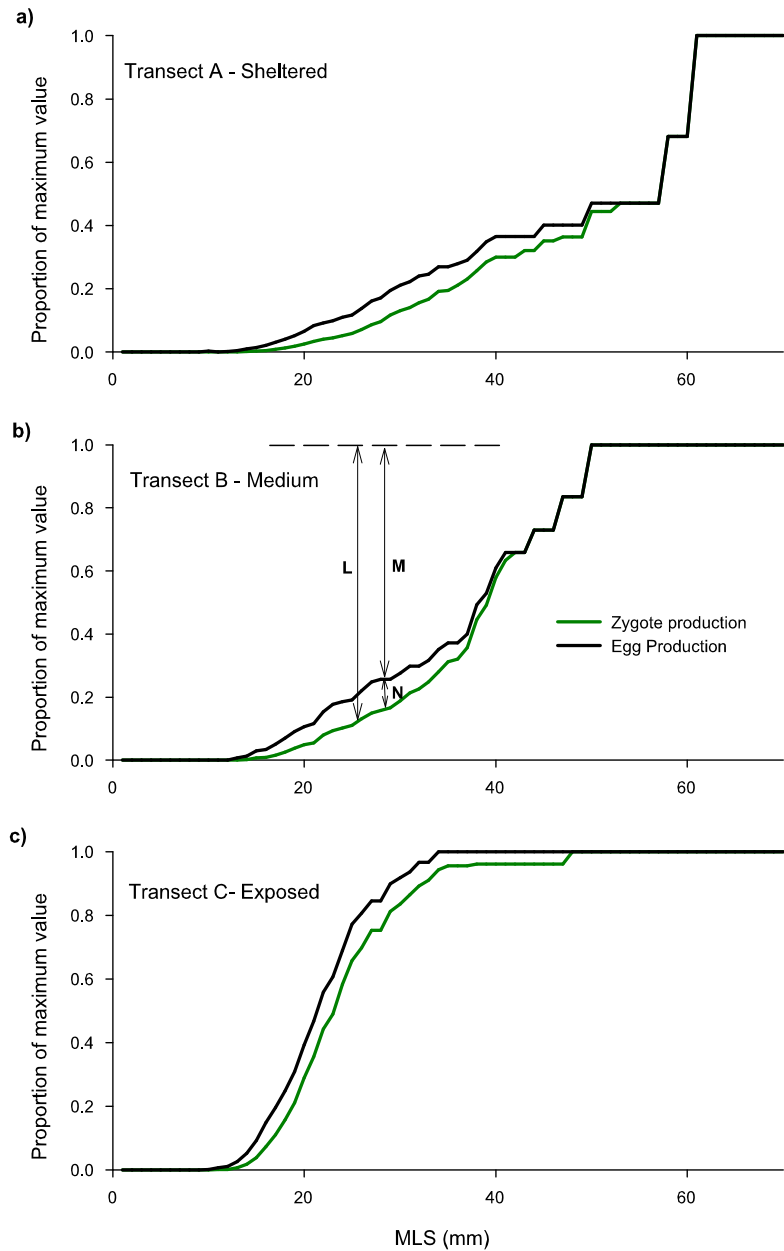 a)
Transect A - Sheltered
Proportion of maximum value
1.0
0.8
0.6
0.4
0.2
0.0
0 20 40 60
b)
Transect B - Medium
Proportion of maximum value
1.0
0.8
0.6
0.4
0.2
0.0
L
M
N
Zygote production
Egg Production
0 20 40 60
c)
Transect C- Exposed
Proportion of maximum value
1.0
0.8
0.6
0.4
0.2
0.0
0 20 40 60
MLS (mm)